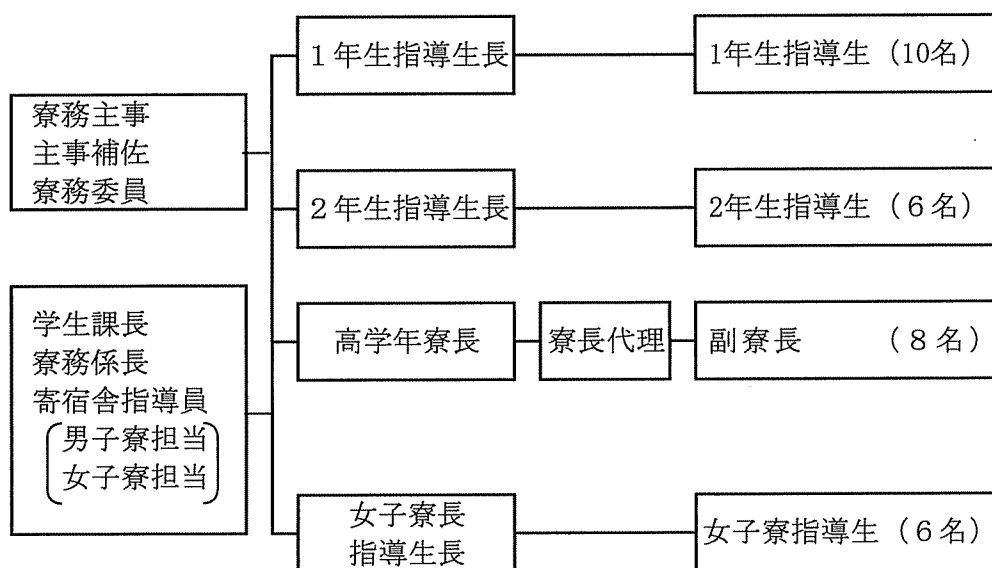 寮務主事
主事補佐
寮務委員
学生課長
寮務係長
寄宿舎指導員
(男子寮担当
女子寮担当)
1年生指導生長
1年生指導生(10名)
2年生指導生長
2年生指導生(6名)
高学年寮長
寮長代理
副寮長 (8名)
女子寮長
指導生長
女子寮指導生(6名)